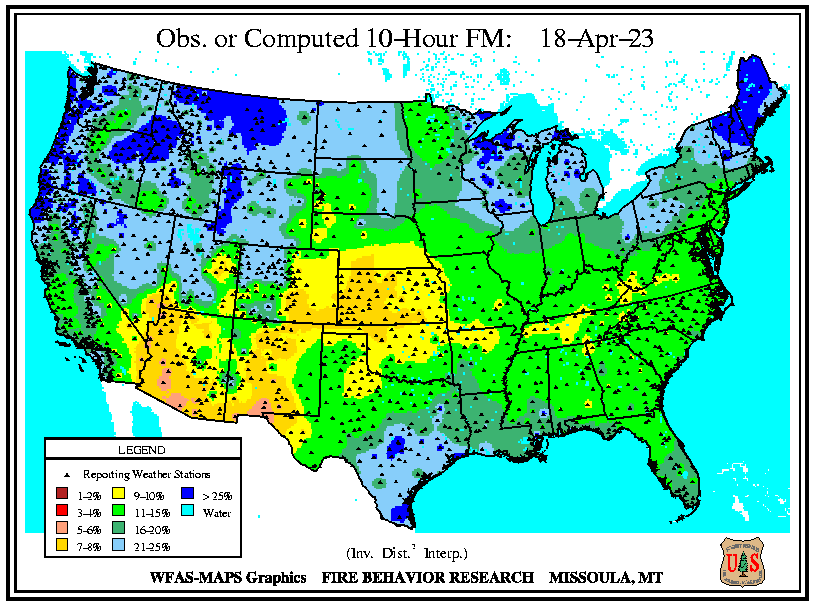 Obs. or Computed 10-Hour FM: 18-Apr-23
LEGEND
Reporting Weather Stations
1-2% 9-10% > 25%
3-4% 11-15% Water
5-6% 16-20%
7-8% 21-25%
(Inv. Dist.² Interp.)
WFAS-MAPS Graphics FIRE BEHAVIOR RESEARCH MISSOULA, MT
U S